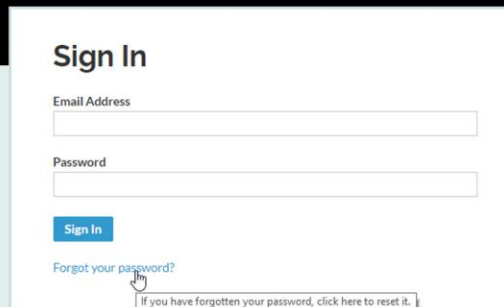 Sign In
Email Address
Password
Sign In
Forgot your password?
If you have forgotten your password, click here to reset it.